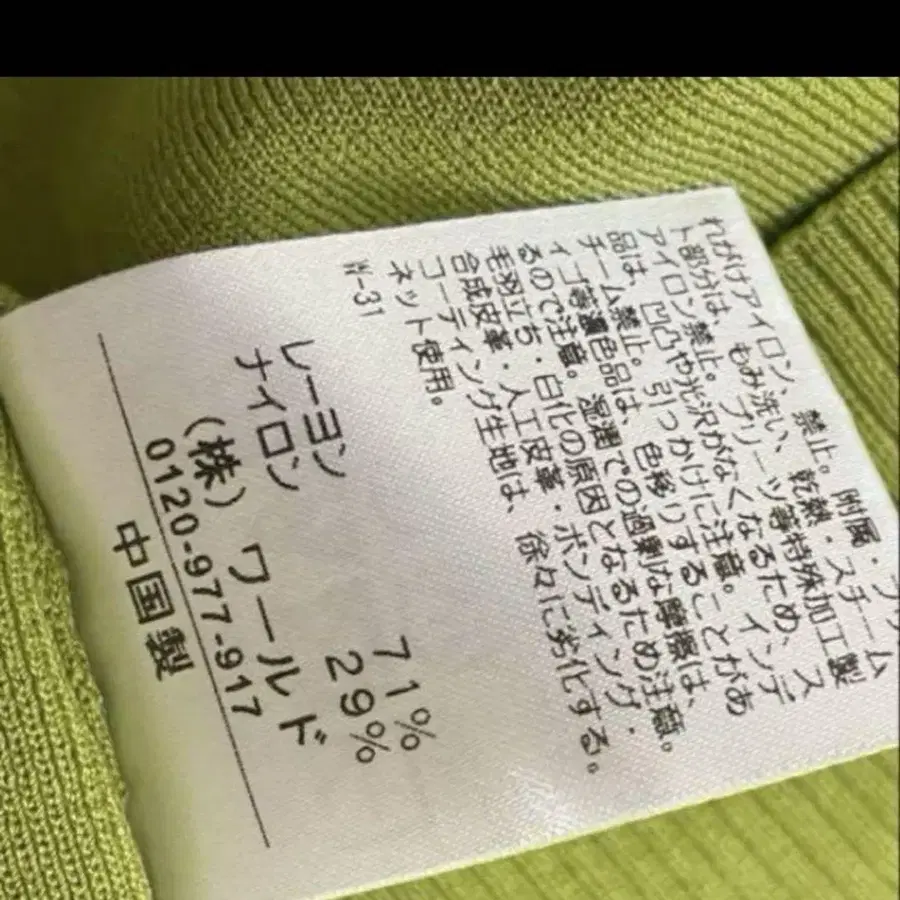 れがけアイロン、禁止。附属・
ト部分は、もみ洗い、乾熱・スチーム
アイロン禁止。プリーツ等特殊加工製
品は、凹凸や光沢がなくなるため、ス
チーム禁止。引っかけに注意。インデ
ィゴ等濃色品は、色移りすることがあ
るので注意。湿潤での過剰な摩擦は、
毛羽立ち・白化の原因となるため注意。
合成皮革・人工皮革・ボンディング・
コーディング生地は、徐々に劣化する。
ネット使用。
W-31
レーヨン 71%
ナイロン 29%
(株) ワールド
0120-977-917
中国製